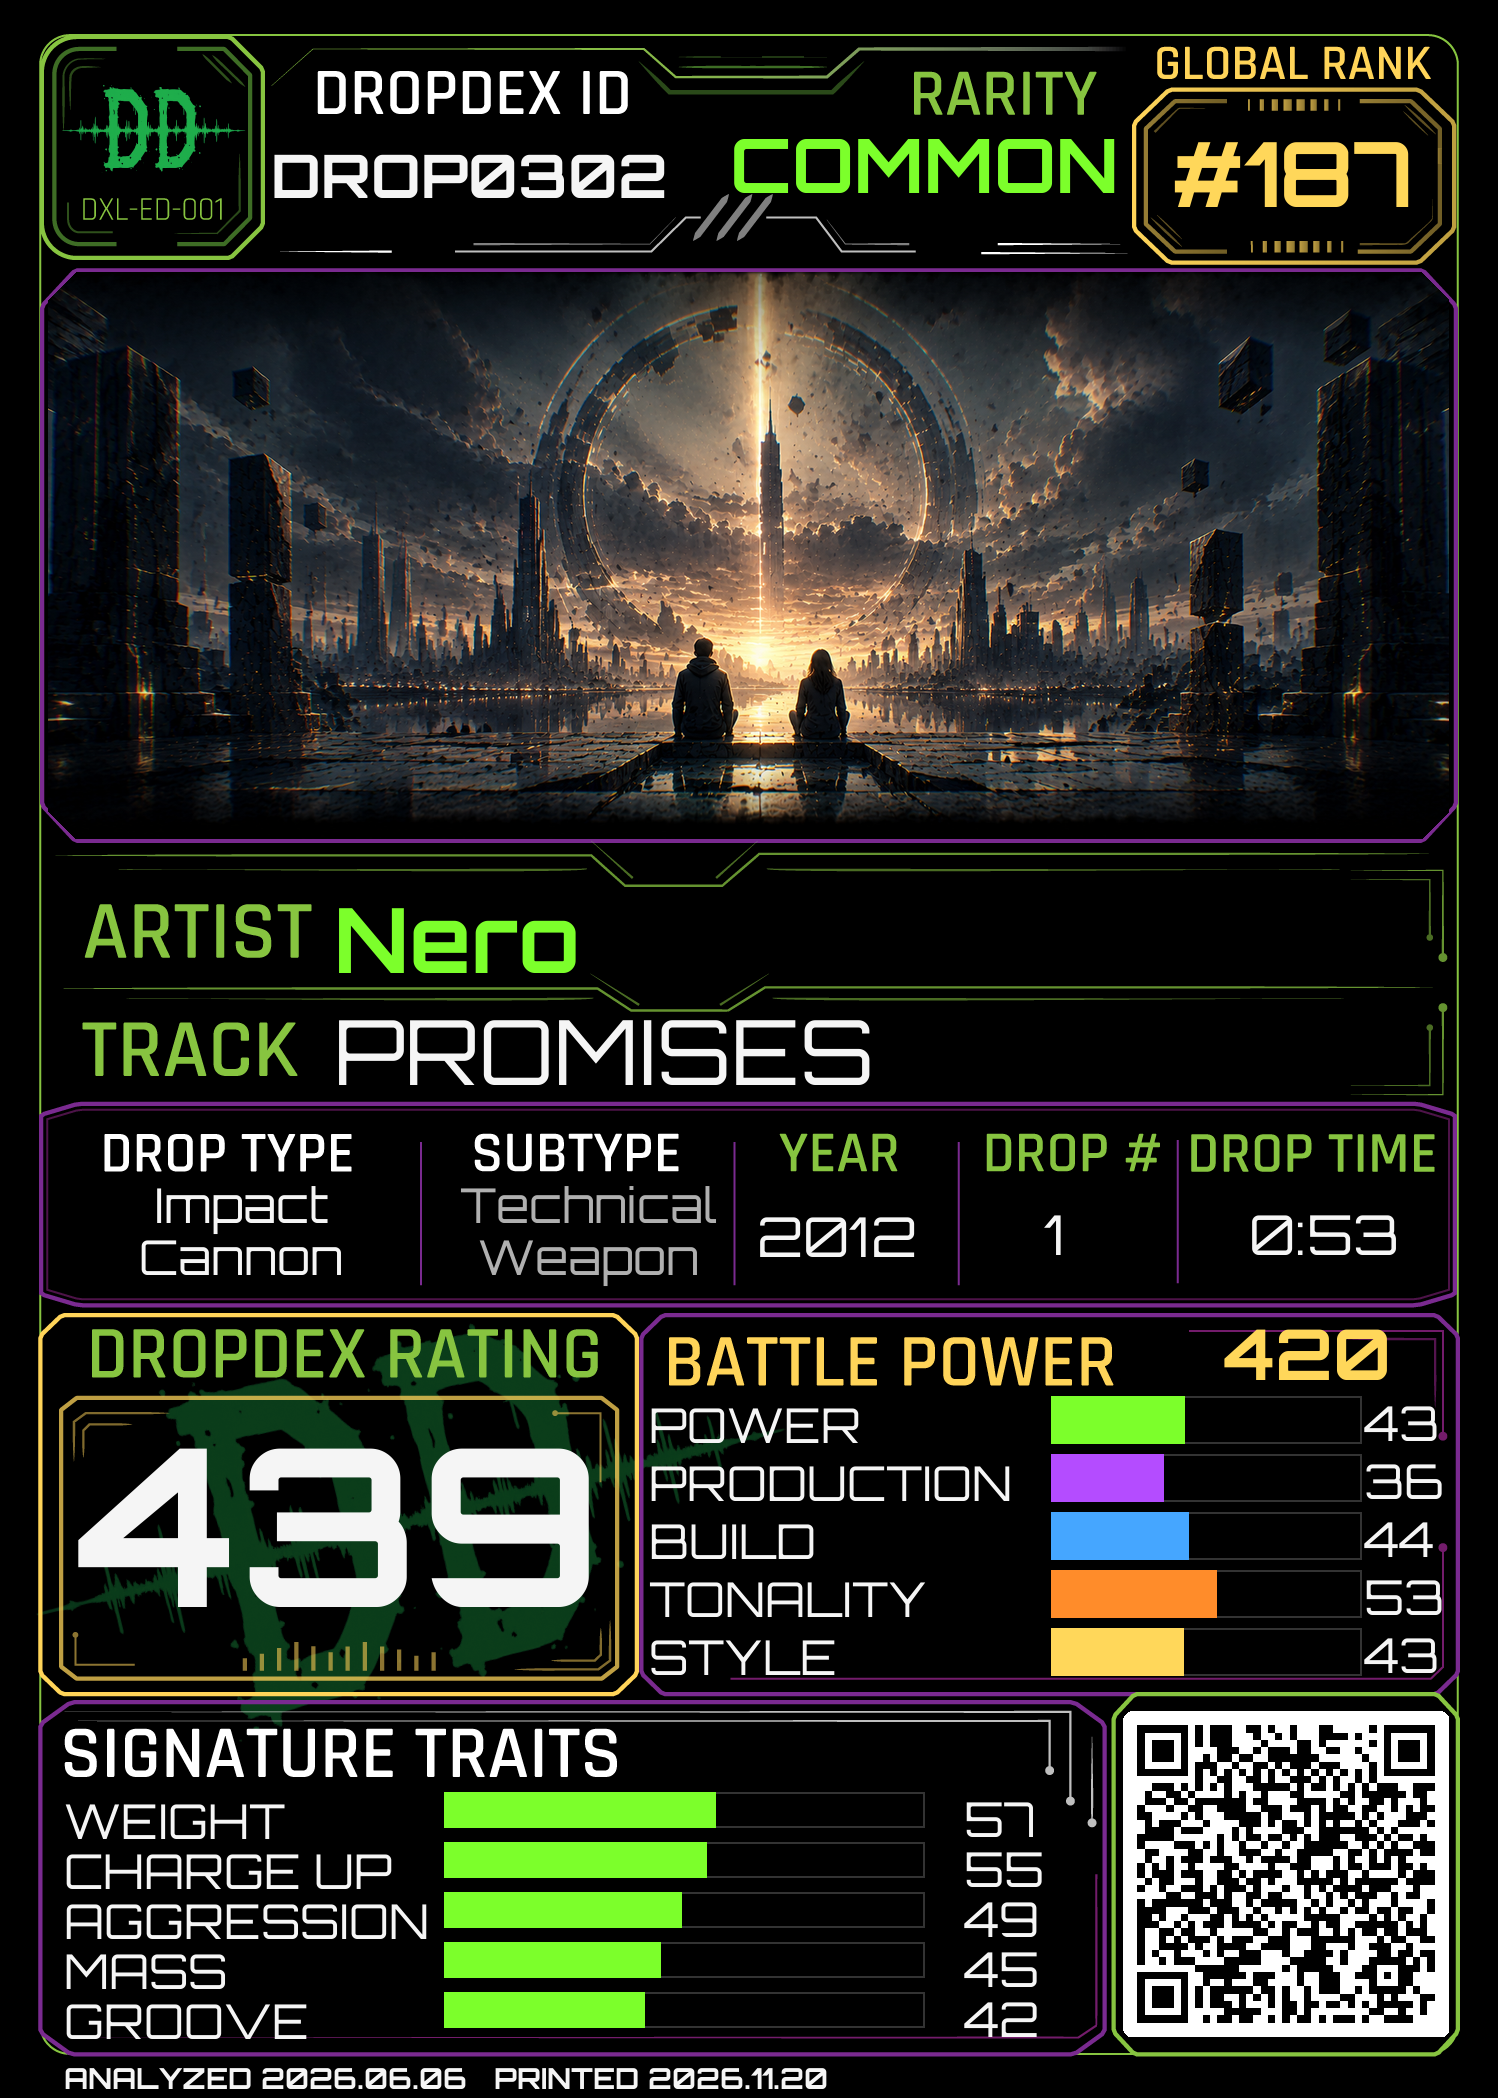 DD
DXL-ED-001
DROPDEX ID
DROP0302
RARITY
COMMON
GLOBAL RANK
#187
ARTIST Nero
TRACK PROMISES
DROP TYPE
Impact
Cannon
SUBTYPE
Technical
Weapon
YEAR
2012
DROP #
1
DROP TIME
0:53
DROPDEX RATING
439
BATTLE POWER 420
POWER 43
PRODUCTION 36
BUILD 44
TONALITY 53
STYLE 43
SIGNATURE TRAITS
WEIGHT 57
CHARGE UP 55
AGGRESSION 49
MASS 45
GROOVE 42
ANALYZED 2026.06.06 PRINTED 2026.11.20